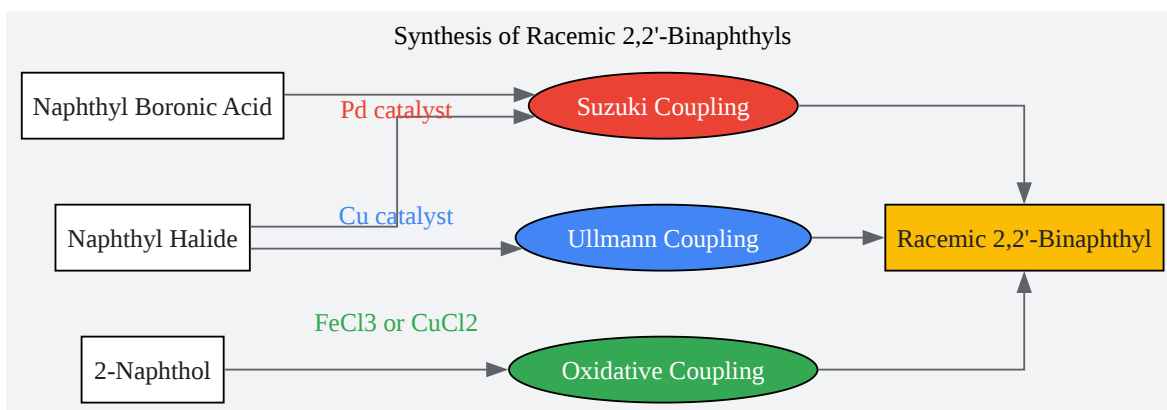 Synthesis of Racemic 2,2'-Binaphthyls
Naphthyl Boronic Acid
Pd catalyst
Suzuki Coupling
Naphthyl Halide
Cu catalyst
Ullmann Coupling
Racemic 2,2'-Binaphthyl
FeCl3 or CuCl2
2-Naphthol
Oxidative Coupling